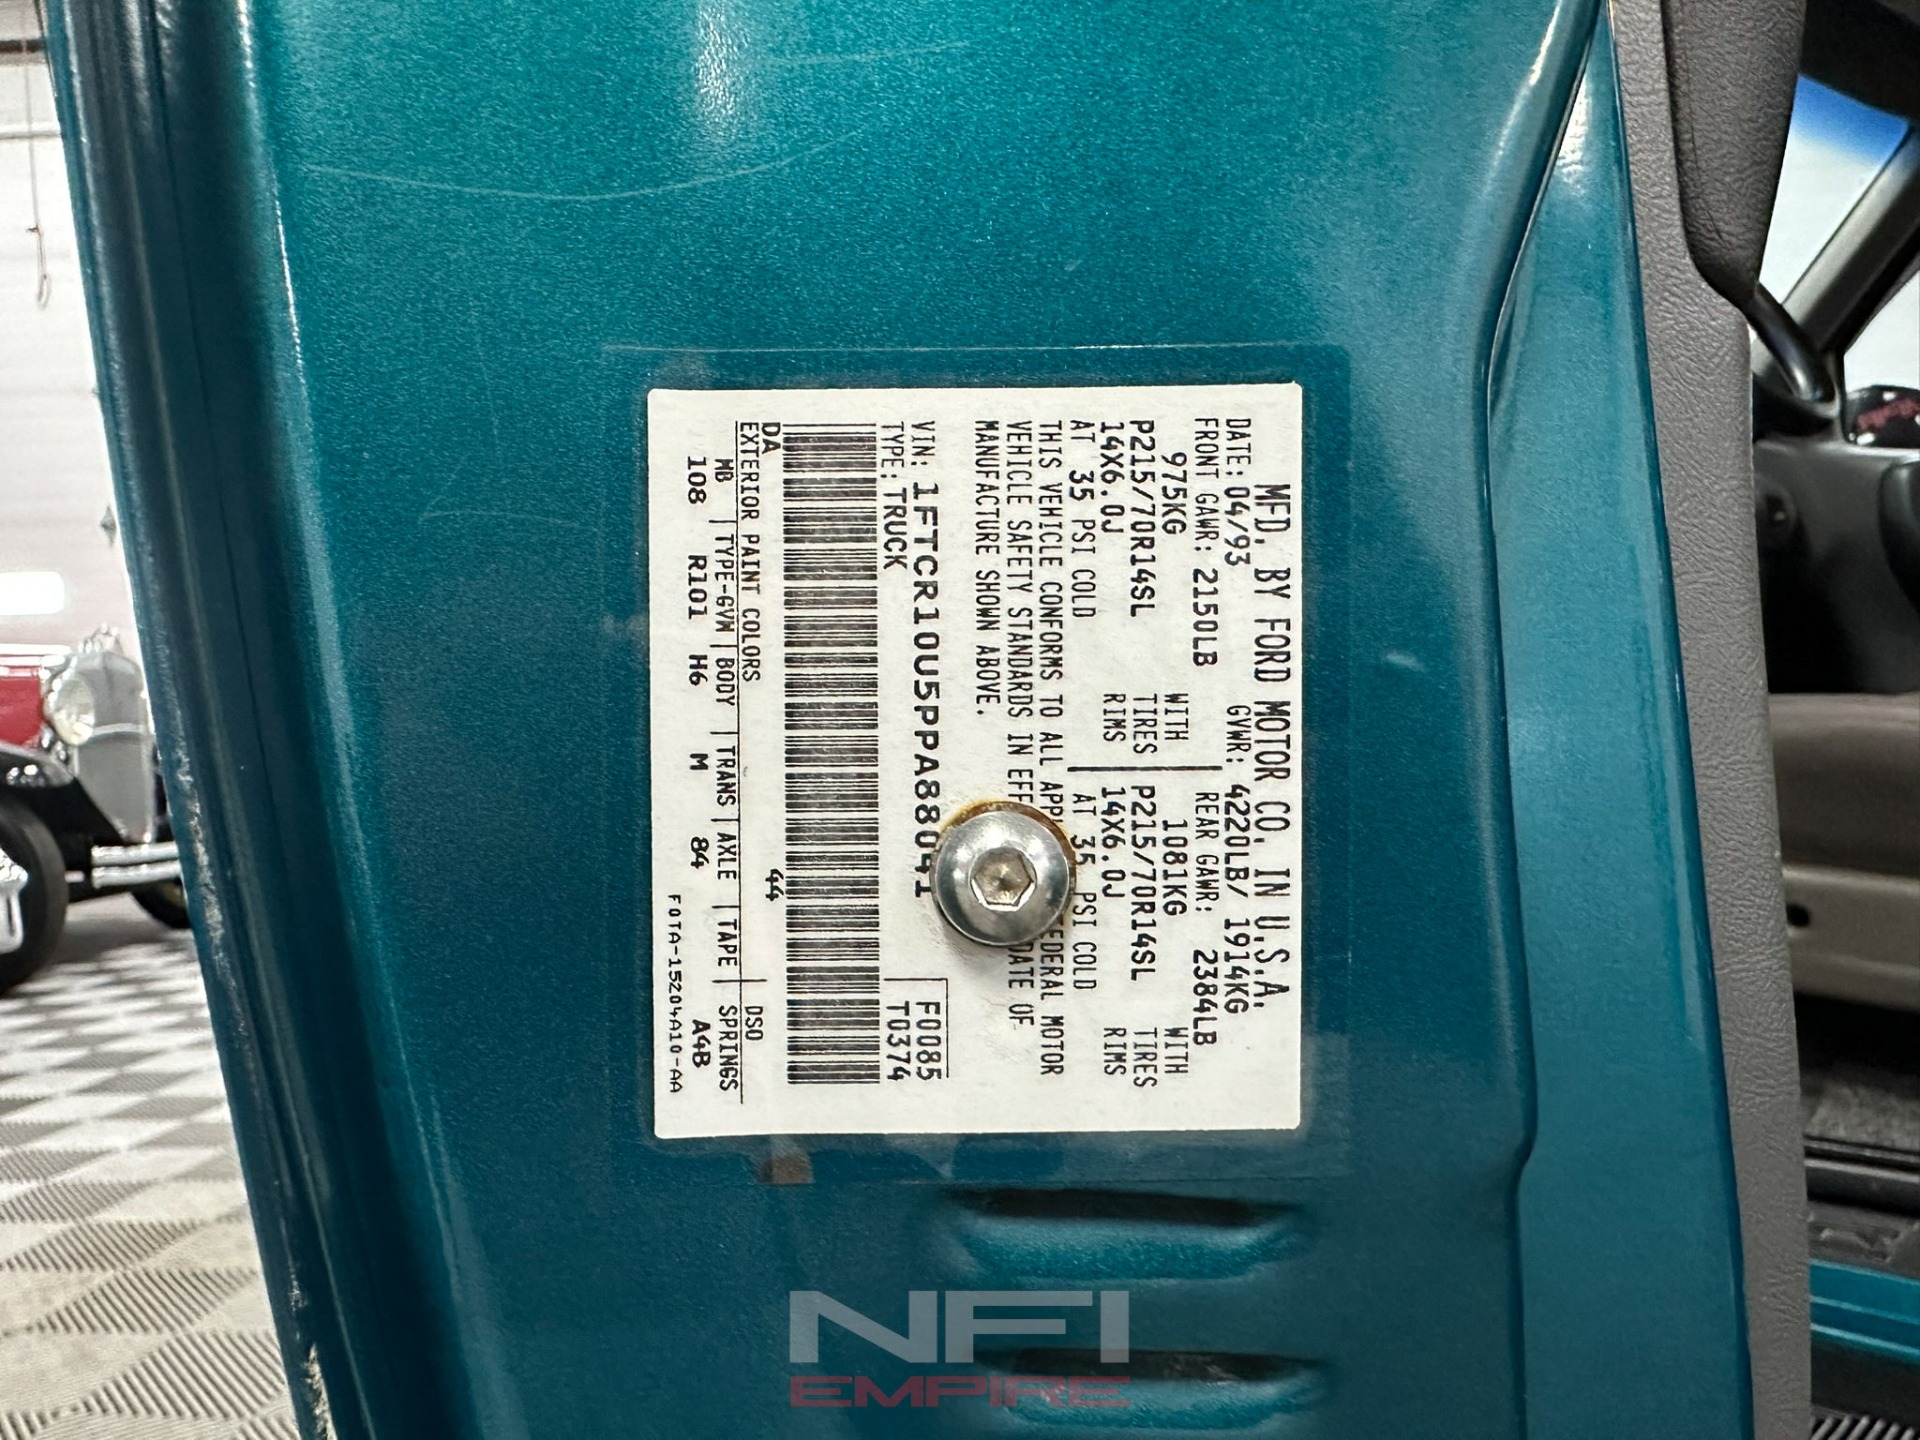 MFD. BY FORD MOTOR CO. IN U.S.A.
DATE: 04/93 GVWR: 4220LB/ 1914KG
FRONT GAWR: 2150LB REAR GAWR: 2384LB
975KG WITH 1081KG WITH
P215/70R14SL TIRES P215/70R14SL TIRES
14X6.0J RIMS 14X6.0J RIMS
AT 35 PSI COLD AT 35 PSI COLD
THIS VEHICLE CONFORMS TO ALL MOTOR
VEHICLE SAFETY STANDARDS IN DATE OF
MANUFACTURE SHOWN ABOVE.
VIN: 1FTCR10U5PPA88041 F0085
TYPE: TRUCK T0374
DA 44
EXTERIOR PAINT COLORS DSO
WB TYPE-GVW BODY TRANS AXLE TAPE SPRINGS
108 R101 H6 M 84 A4B
F0TA-15204A10-AA
NFI
EMPIRE